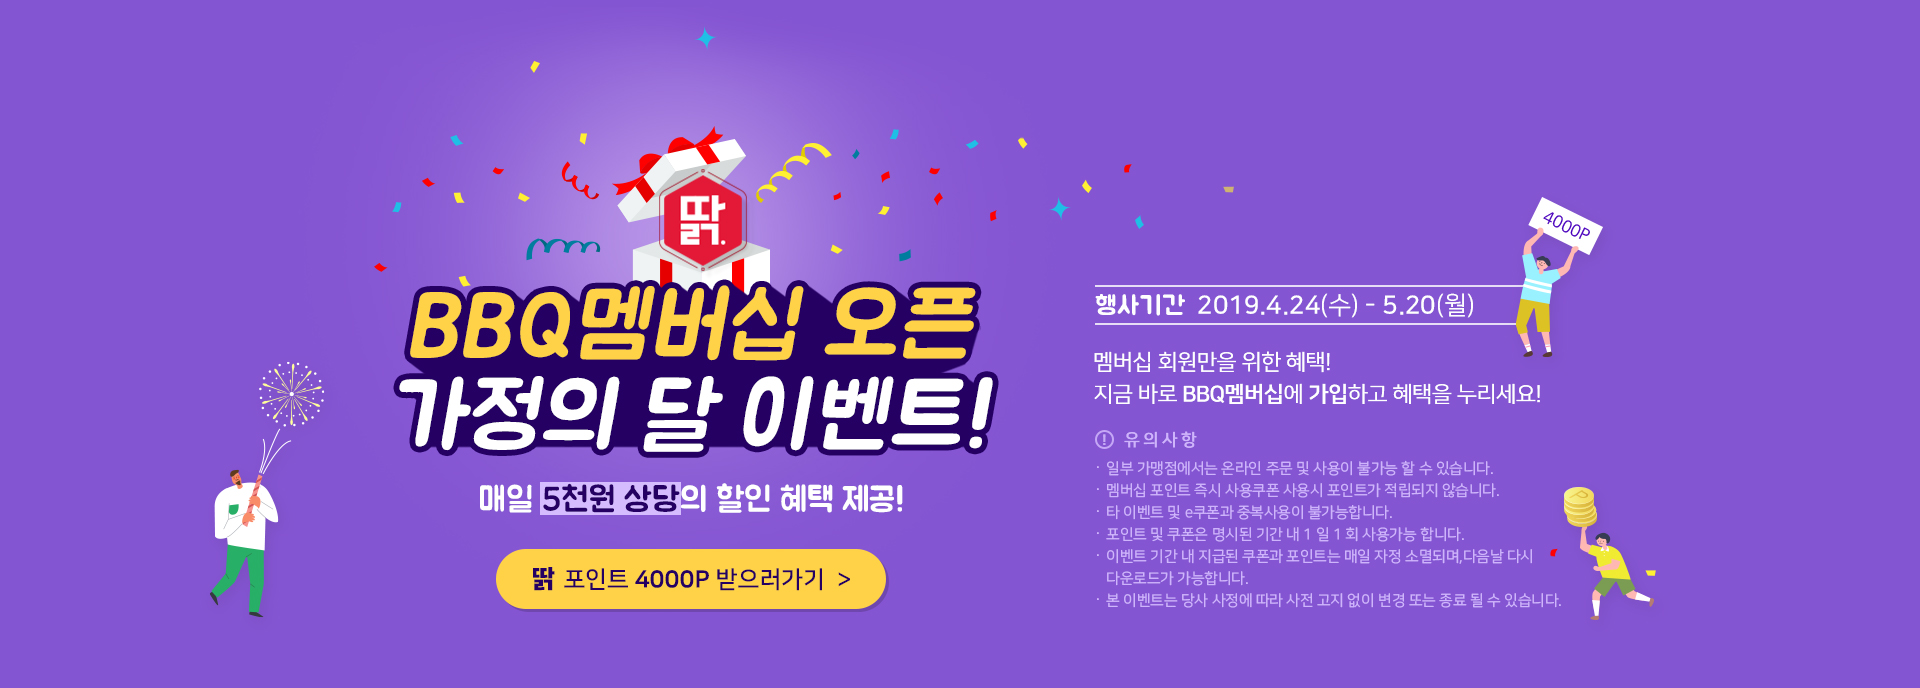 딹.
BBQ멤버십 오픈
가정의 달 이벤트!
매일 5천원 상당의 할인 혜택 제공!
딹 포인트 4000P 받으러가기 >
4000P
행사기간 2019.4.24(수) - 5.20(월)
멤버십 회원만을 위한 혜택!
지금 바로 BBQ멤버십에 가입하고 혜택을 누리세요!
! 유의사항
· 일부 가맹점에서는 온라인 주문 및 사용이 불가능 할 수 있습니다.
· 멤버십 포인트 즉시 사용쿠폰 사용시 포인트가 적립되지 않습니다.
· 타 이벤트 및 e쿠폰과 중복사용이 불가능합니다.
· 포인트 및 쿠폰은 명시된 기간 내 1 일 1 회 사용가능 합니다.
· 이벤트 기간 내 지급된 쿠폰과 포인트는 매일 자정 소멸되며,다음날 다시
다운로드가 가능합니다.
· 본 이벤트는 당사 사정에 따라 사전 고지 없이 변경 또는 종료 될 수 있습니다.